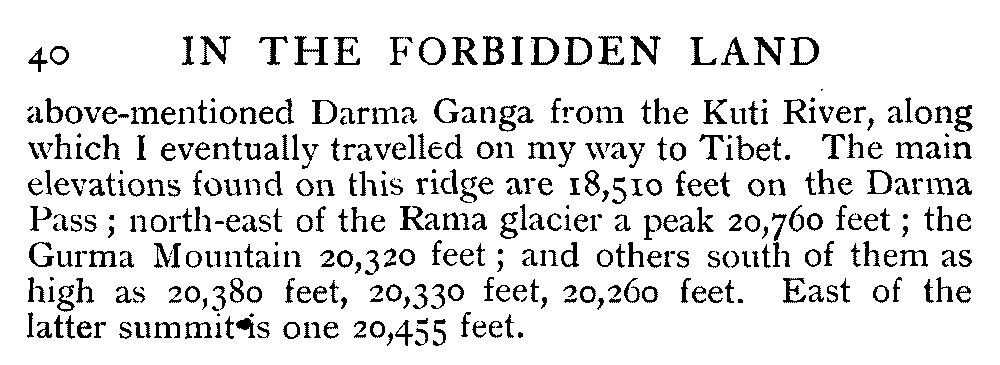 40 IN THE FORBIDDEN LAND
above-mentioned Darma Ganga from the Kuti River, along
which I eventually travelled on my way to Tibet. The main
elevations found on this ridge are 18,510 feet on the Darma
Pass ; north-east of the Rama glacier a peak 20,760 feet ; the
Gurma Mountain 20,320 feet ; and others south of them as
high as 20,380 feet, 20,330 feet, 20,260 feet. East of the
latter summit is one 20,455 feet.